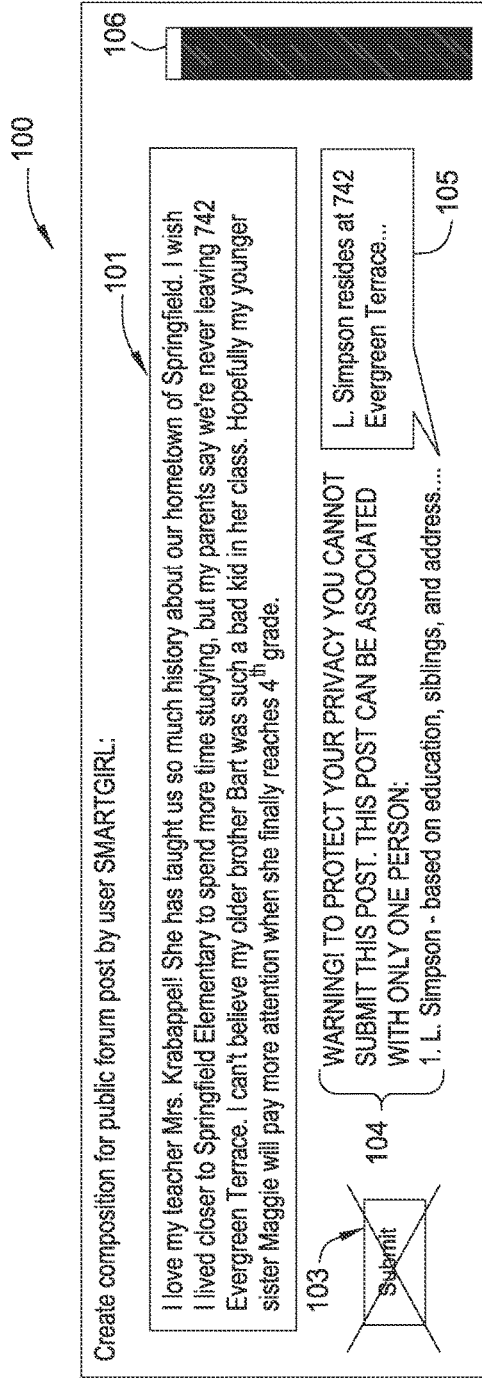 100
Create composition for public forum post by user SMARTGIRL:
106
101
I love my teacher Mrs. Krabappel! She has taught us so much history about our hometown of Springfield. I wish
I lived closer to Springfield Elementary to spend more time studying, but my parents say we're never leaving 742
Evergreen Terrace. I can't believe my older brother Bart was such a bad kid in her class. Hopefully my younger
sister Maggie will pay more attention when she finally reaches 4th grade.
103
Submit
104
WARNING! TO PROTECT YOUR PRIVACY YOU CANNOT
SUBMIT THIS POST. THIS POST CAN BE ASSOCIATED
WITH ONLY ONE PERSON:
1. L. Simpson - based on education, siblings, and address....
L. Simpson resides at 742
Evergreen Terrace...
105